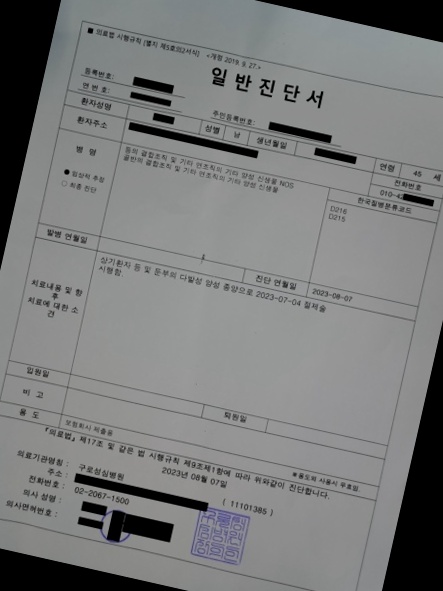 ■ 의료법 시행규칙 [별지 제5호의2서식] <개정 2019. 9. 27.>
일반진단서
등록번호:
연 번 호:
주민등록번호:
환자성명 성별 남 생년월일 연령 45 세
환자주소 전화번호
010-4
병 명
● 임상적 추정
○ 최종 진단
등의 결합조직 및 기타 연조직의 기타 양성 신생물 NOS
골반의 결합조직 및 기타 연조직의 기타 양성 신생물
한국질병분류코드
D216
D215
발병 연월일 진단 연월일 2023-08-07
치료내용 및 향
후
치료에 대한 소
견
상기환자 등 및 둔부의 다발성 양성 종양으로 2023-07-04 절제술
시행함.
입원일 퇴원일
비 고
용 도 보험회사 제출용
※용도외 사용시 무효임.
「의료법」 제17조 및 같은 법 시행규칙 제9조제1항에 따라 위와같이 진단합니다.
2023년 08월 07일
의료기관명칭 : 구로성심병원
주소 : ( 11101385 )
전화번호 : 02-2067-1500
의사 성명 :
의사면허번호 :